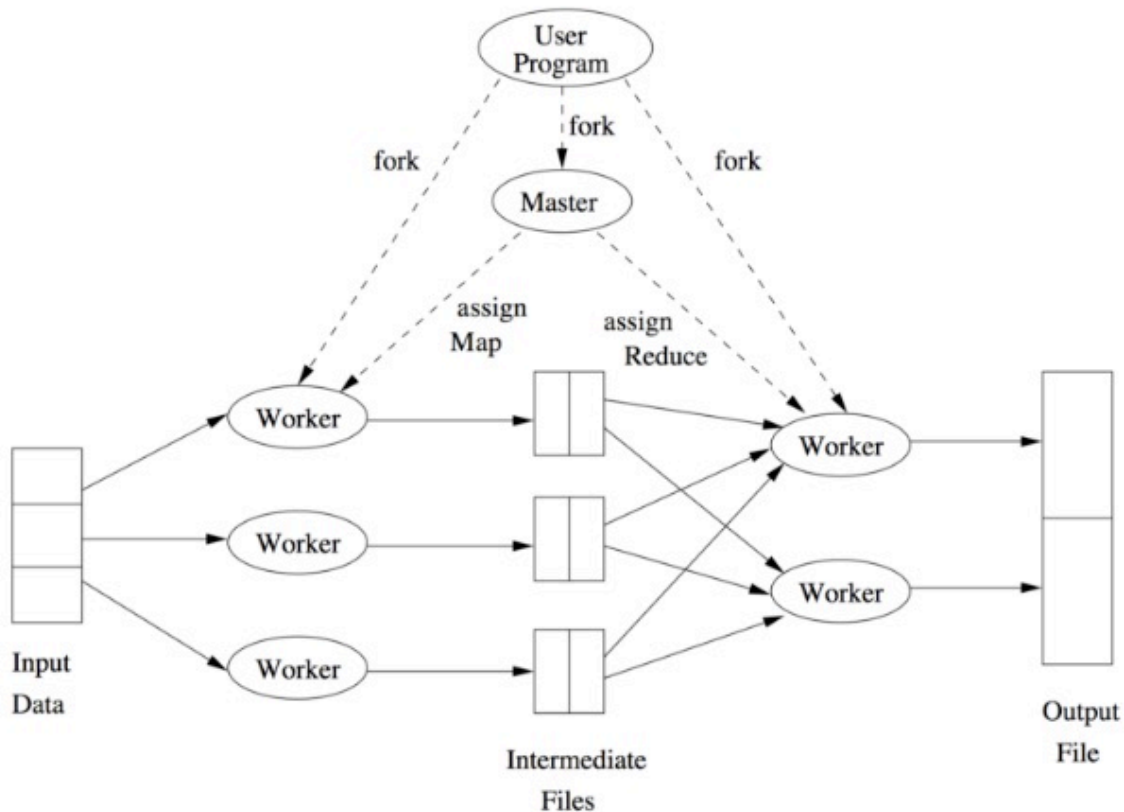 User
Program
fork
fork
fork
Master
assign
Map
assign
Reduce
Worker
Worker
Worker
Worker
Worker
Input
Data
Intermediate
Files
Output
File